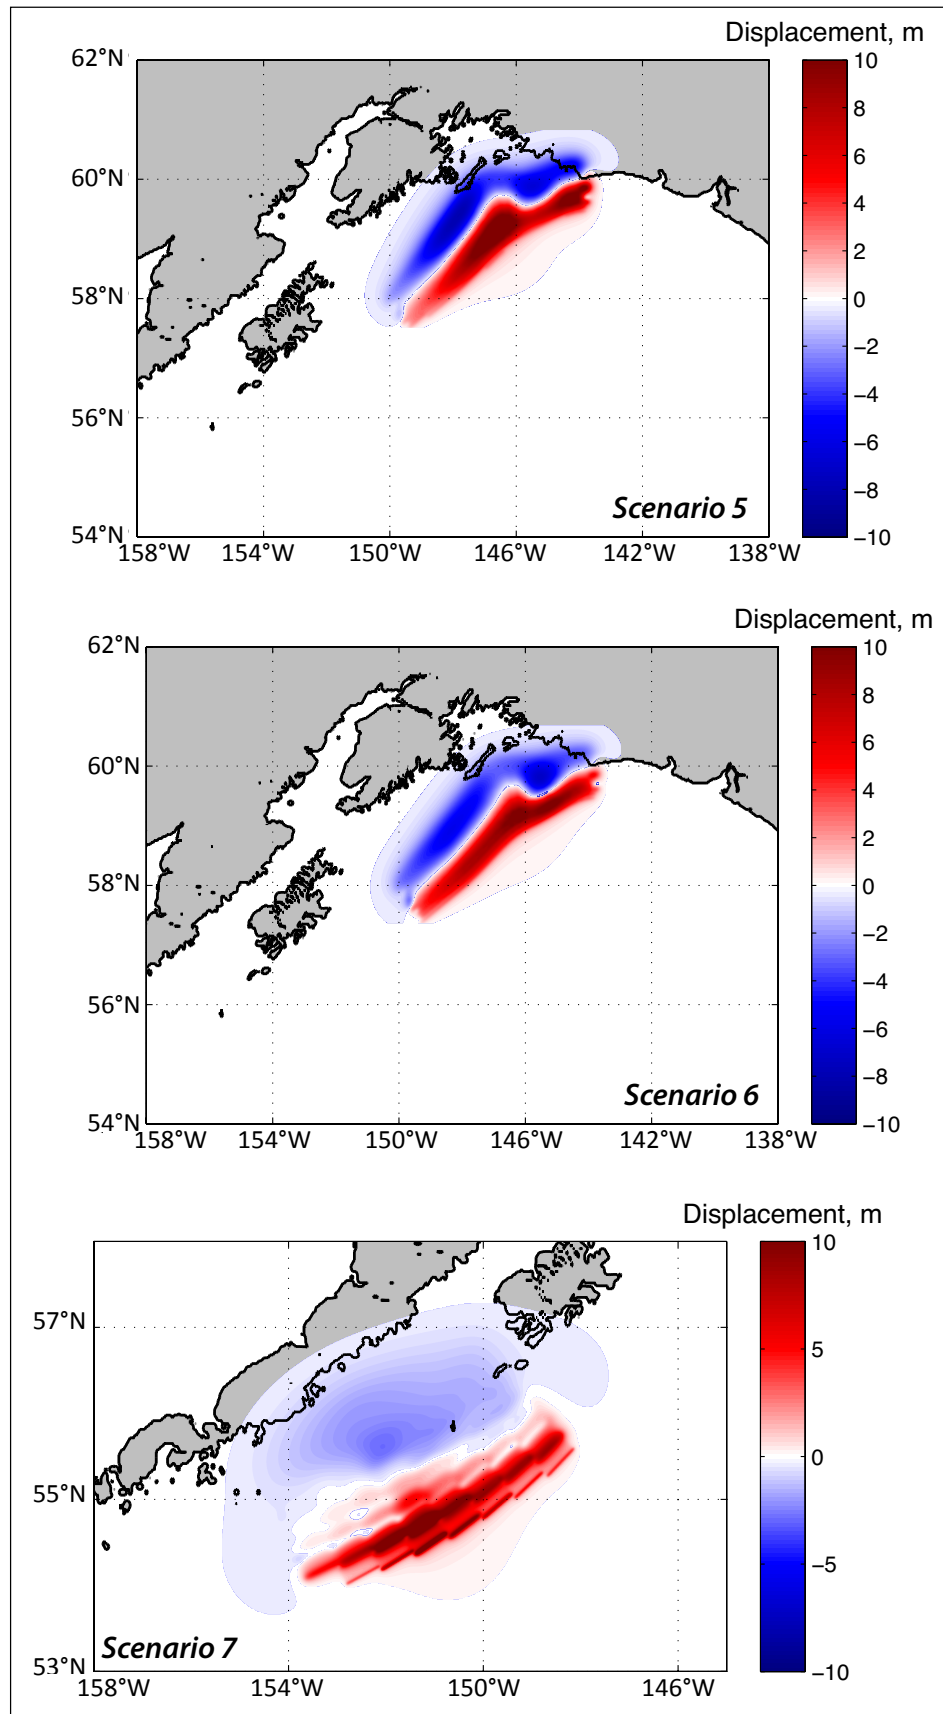 Displacement, m
62°N
60°N
58°N
56°N
54°N
158°W 154°W 150°W 146°W 142°W 138°W
10
8
6
4
2
0
−2
−4
−6
−8
−10
Scenario 5
Displacement, m
62°N
60°N
58°N
56°N
54°N
158°W 154°W 150°W 146°W 142°W 138°W
10
8
6
4
2
0
−2
−4
−6
−8
−10
Scenario 6
Displacement, m
57°N
55°N
53°N
158°W 154°W 150°W 146°W
10
5
0
−5
−10
Scenario 7